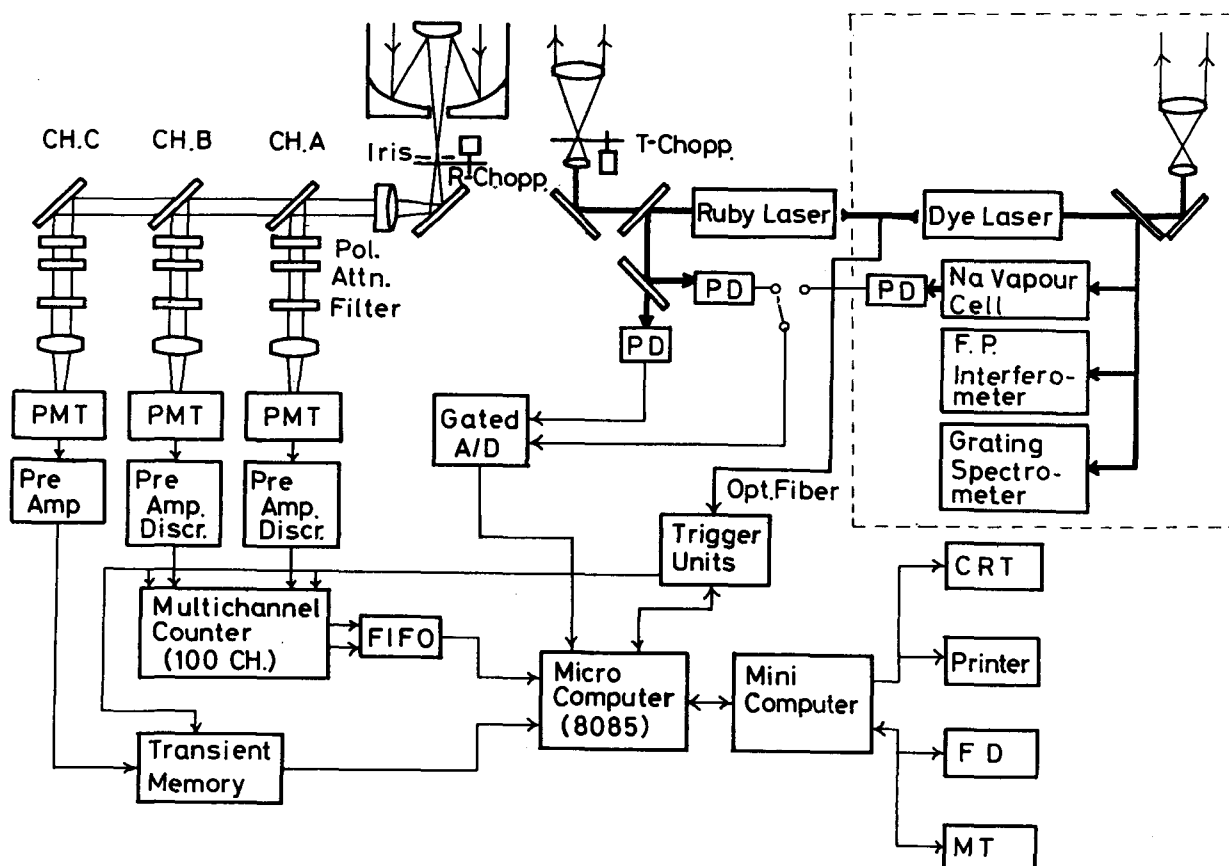 CH.C
CH.B
CH.A
Iris
R-Chopp.
T-Chopp.
Ruby Laser
Dye Laser
Pol.
Attn.
Filter
PD
PD
PD
Na Vapour
Cell
F. P.
Interfero-
meter
Grating
Spectro-
meter
PMT
PMT
PMT
Gated
A/D
Pre
Amp
Pre
Amp.
Discr.
Pre
Amp.
Discr.
Opt.Fiber
Trigger
Units
Multichannel
Counter
(100 CH.)
FIFO
Micro
Computer
(8085)
Mini
Computer
CRT
Printer
FD
MT
Transient
Memory